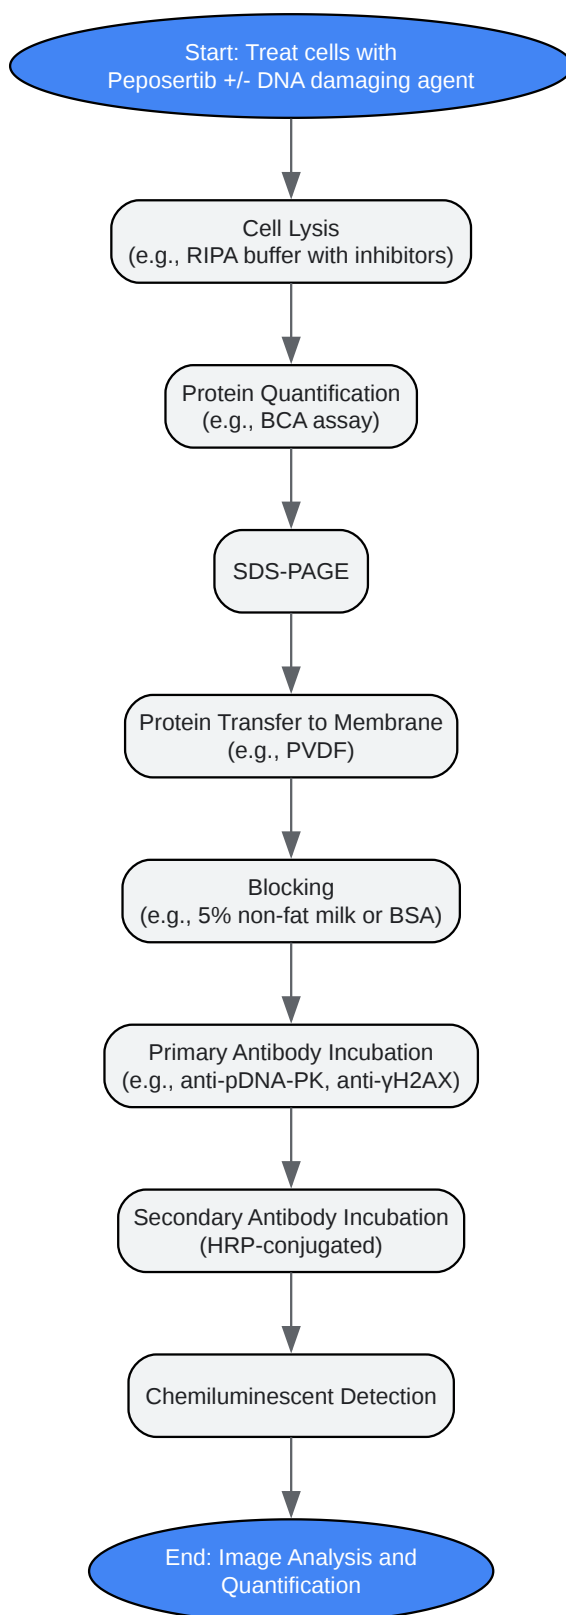 Start: Treat cells with
Peposertib +/- DNA damaging agent
Cell Lysis
(e.g., RIPA buffer with inhibitors)
Protein Quantification
(e.g., BCA assay)
SDS-PAGE
Protein Transfer to Membrane
(e.g., PVDF)
Blocking
(e.g., 5% non-fat milk or BSA)
Primary Antibody Incubation
(e.g., anti-pDNA-PK, anti-γH2AX)
Secondary Antibody Incubation
(HRP-conjugated)
Chemiluminescent Detection
End: Image Analysis and
Quantification